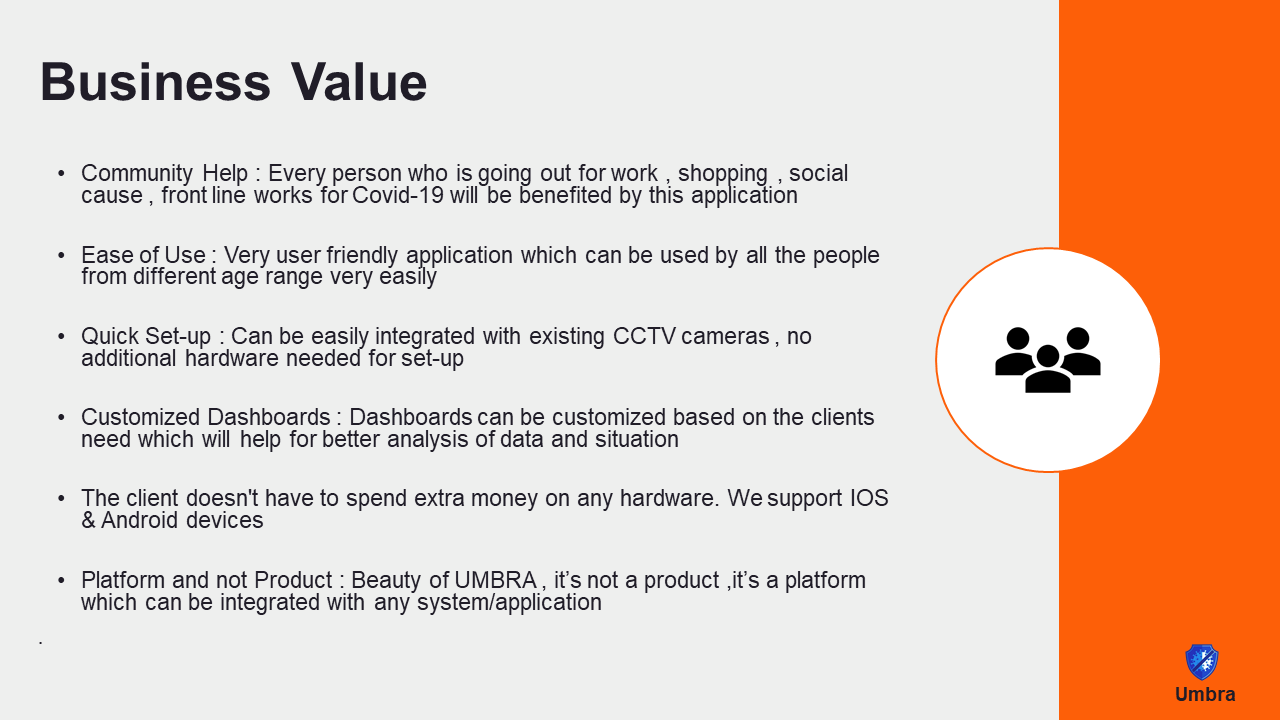 Business Value
• Community Help : Every person who is going out for work , shopping , social
cause , front line works for Covid-19 will be benefited by this application
• Ease of Use : Very user friendly application which can be used by all the people
from different age range very easily
• Quick Set-up : Can be easily integrated with existing CCTV cameras , no
additional hardware needed for set-up
• Customized Dashboards : Dashboards can be customized based on the clients
need which will help for better analysis of data and situation
• The client doesn't have to spend extra money on any hardware. We support IOS
& Android devices
• Platform and not Product : Beauty of UMBRA , it’s not a product ,it’s a platform
which can be integrated with any system/application
.
Umbra